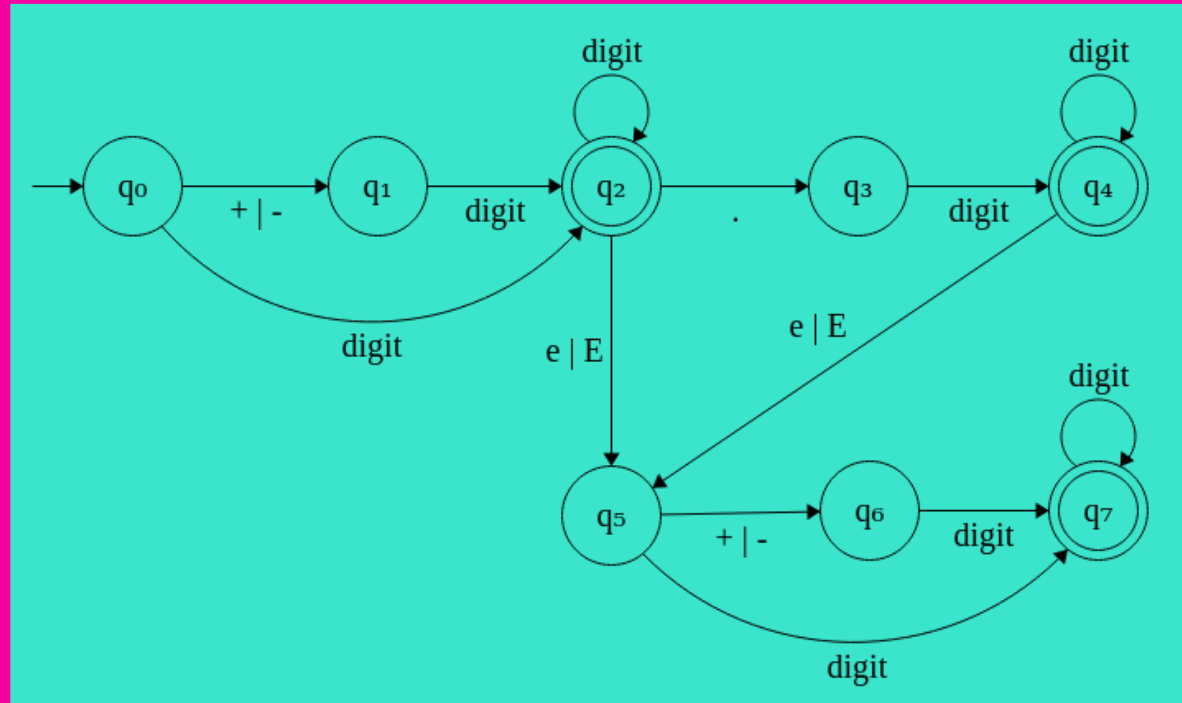 digit
digit
q₀
q₁
q₂
q₃
q₄
+ | -
digit
.
digit
digit
e | E
e | E
digit
q₅
q₆
q₇
+ | -
digit
digit